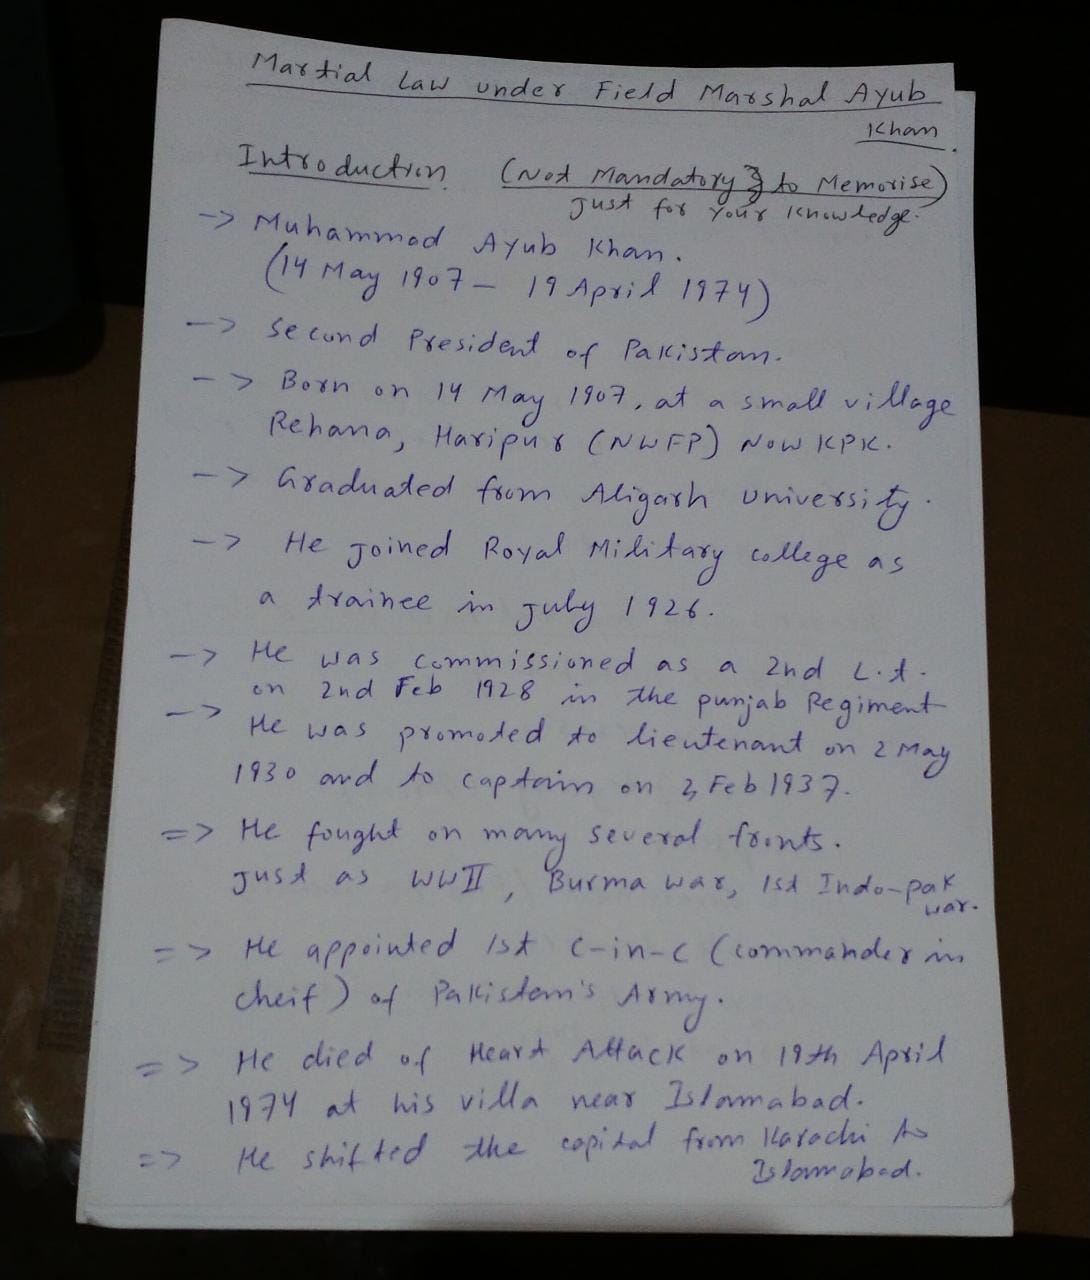 Martial Law under Field Marshal Ayub
Khan.
Introduction (Not Mandatory to Memorise)
Just for Your Knowledge.
-> Muhammad Ayub Khan.
(14 May 1907 - 19 April 1974)
-> Second President of Pakistan.
-> Born on 14 May 1907, at a small village
Rehana, Haripur (NWFP) Now KPK.
-> Graduated from Aligarh University.
-> He joined Royal Military college as
a trainee in july 1926.
-> He was commissioned as a 2nd L.t.
on 2nd Feb 1928 in the punjab Regiment
-> He was promoted to lieutenant on 2 May
1930 and to captain on 2, Feb 1937.
=> He fought on many several fronts.
just as WWII, Burma war, 1st Indo-pak
war.
=> He appointed 1st C-in-C (commander in
cheif) of Pakistan's Army.
=> He died of Heart Attack on 19th April
1974 at his villa near Islamabad.
=> He shifted the capital from Karachi to
Islamabad.